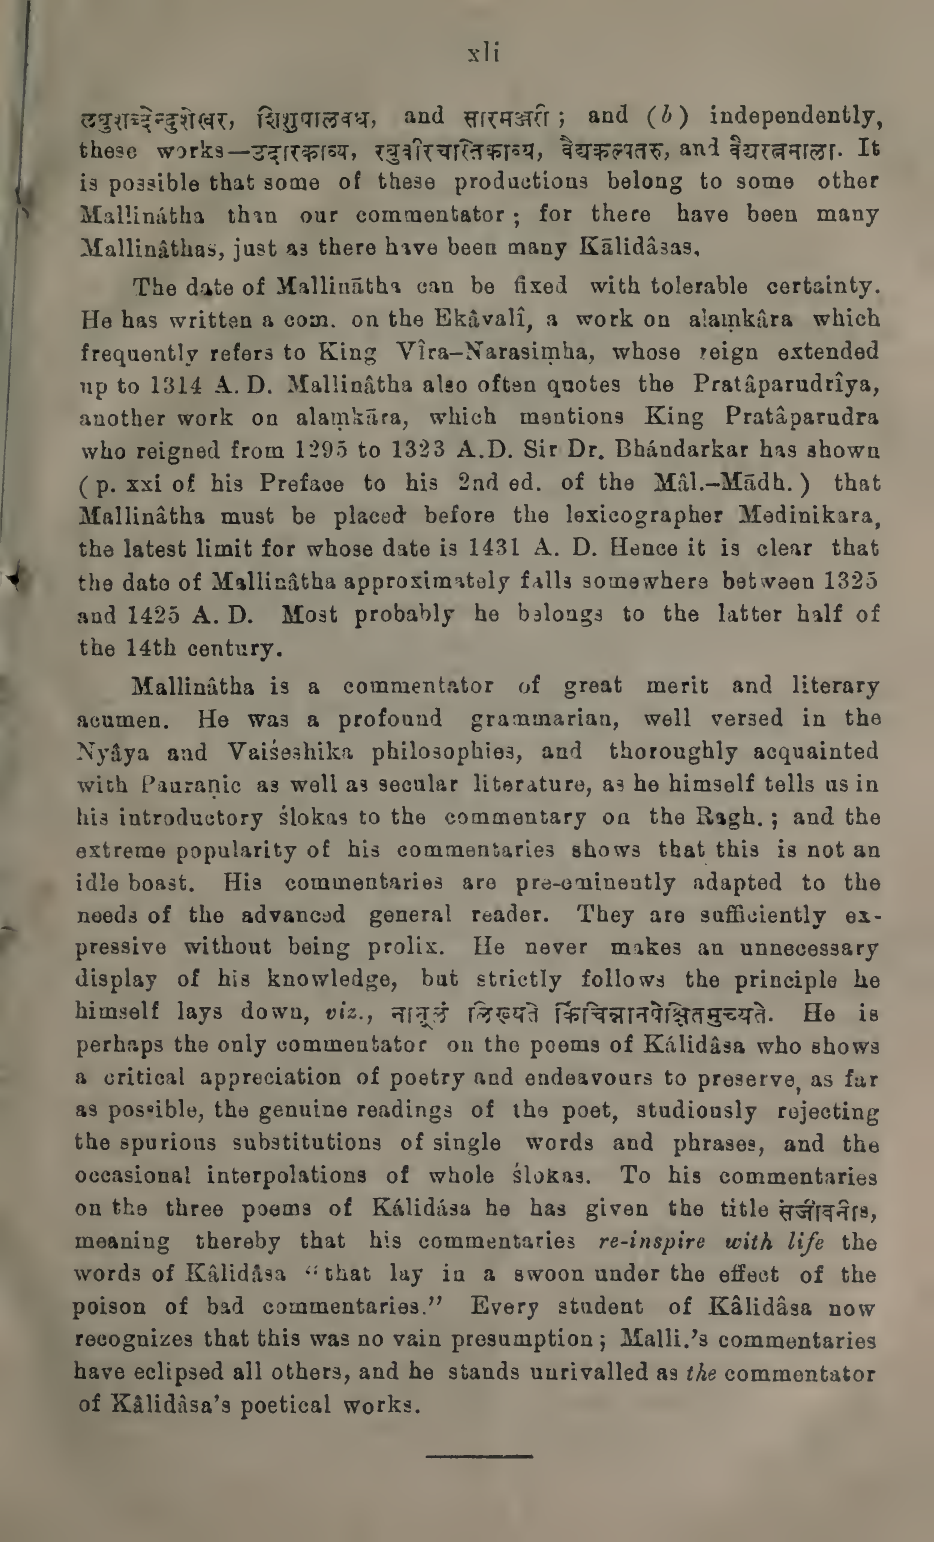 xli
लघुशब्देन्दुशेखर, शिशुपालवध, and सारमञ्जरी ; and (b) independently,
these works—उदारकाव्य, रघुवीरचरितकाव्य, वैद्यकल्पतरु, and वैद्यरत्नमाला. It
is possible that some of these productions belong to some other
Mallinátha than our commentator ; for there have been many
Mallinâthas, just as there have been many Kālidâsas.
The date of Mallinātha can be fixed with tolerable certainty.
He has written a com. on the Ekâvalî, a work on alaṃkâra which
frequently refers to King Vîra–Narasiṃha, whose reign extended
up to 1314 A. D. Mallinâtha also often quotes the Pratâparudrîya,
another work on alaṃkāra, which mentions King Pratâparudra
who reigned from 1295 to 1323 A.D. Sir Dr. Bhándarkar has shown
( p. xxi of his Preface to his 2nd ed. of the Mâl.–Mādh. ) that
Mallinâtha must be placed before the lexicographer Medinikara,
the latest limit for whose date is 1431 A. D. Hence it is clear that
the date of Mallinâtha approximately falls somewhere between 1325
and 1425 A. D. Most probably he belongs to the latter half of
the 14th century.
Mallinâtha is a commentator of great merit and literary
acumen. He was a profound grammarian, well versed in the
Nyâya and Vaiśeshika philosophies, and thoroughly acquainted
with Pauraṇic as well as secular literature, as he himself tells us in
his introductory ślokas to the commentary on the Ragh. ; and the
extreme popularity of his commentaries shows that this is not an
idle boast. His commentaries are pre-eminently adapted to the
needs of the advanced general reader. They are sufficiently ex-
pressive without being prolix. He never makes an unnecessary
display of his knowledge, but strictly follows the principle he
himself lays down, viz., नामूलं लिख्यते किंचिन्नानपेक्षितमुच्यते. He is
perhaps the only commentator on the poems of Kálidâsa who shows
a critical appreciation of poetry and endeavours to preserve, as far
as possible, the genuine readings of the poet, studiously rejecting
the spurious substitutions of single words and phrases, and the
occasional interpolations of whole ślokas. To his commentaries
on the three poems of Kálidása he has given the title संजीवनीs,
meaning thereby that his commentaries re-inspire with life the
words of Kâlidâsa “that lay in a swoon under the effect of the
poison of bad commentaries.” Every student of Kâlidâsa now
recognizes that this was no vain presumption ; Malli.’s commentaries
have eclipsed all others, and he stands unrivalled as the commentator
of Kâlidâsa’s poetical works.